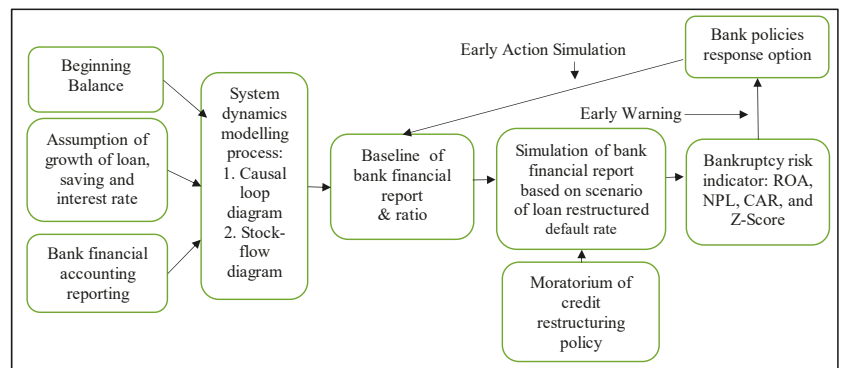 Beginning
Balance
Assumption of
growth of loan,
saving and
interest rate
Bank financial
accounting
reporting
System
dynamics
modelling
process:
1. Causal
loop
diagram
2. Stock-
flow
diagram
Baseline of
bank financial
report
& ratio
Early Action Simulation
Simulation of bank
financial report
based on scenario
of loan restructured
default rate
Moratorium of
credit
restructuring
policy
Bank policies
response option
Early Warning
Bankruptcy risk
indicator: ROA,
NPL, CAR, and
Z-Score